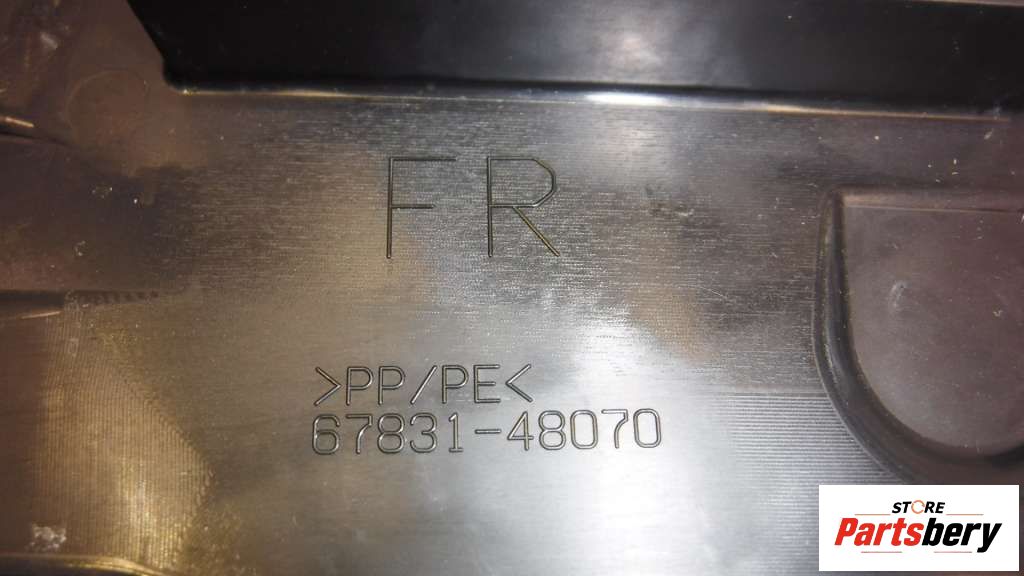 FR
>PP/PE<
67831-48070
STORE
Partsbery